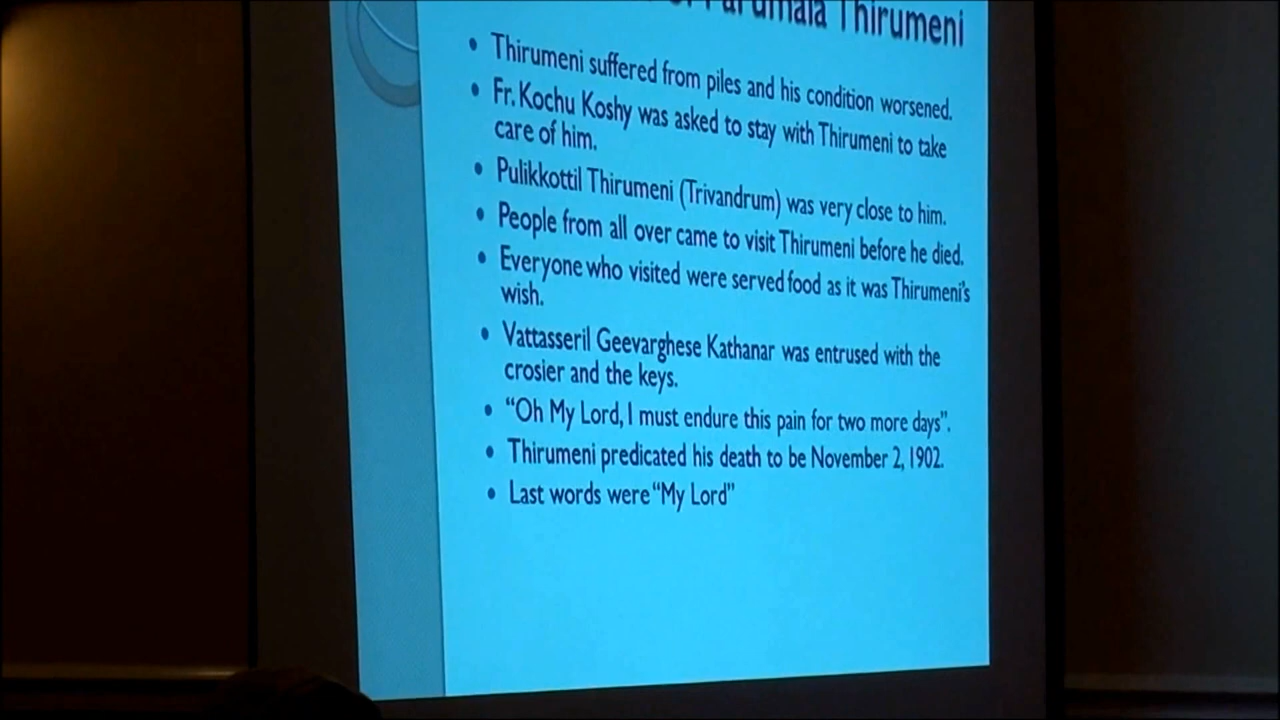 Parumala Thirumeni
• Thirumeni suffered from piles and his condition worsened.
• Fr. Kochu Koshy was asked to stay with Thirumeni to take
care of him.
• Pulikkottil Thirumeni (Trivandrum) was very close to him.
• People from all over came to visit Thirumeni before he died.
• Everyone who visited were served food as it was Thirumeni's
wish.
• Vattasseril Geevarghese Kathanar was entrused with the
crosier and the keys.
• “Oh My Lord, I must endure this pain for two more days”.
• Thirumeni predicated his death to be November 2, 1902.
• Last words were “My Lord”